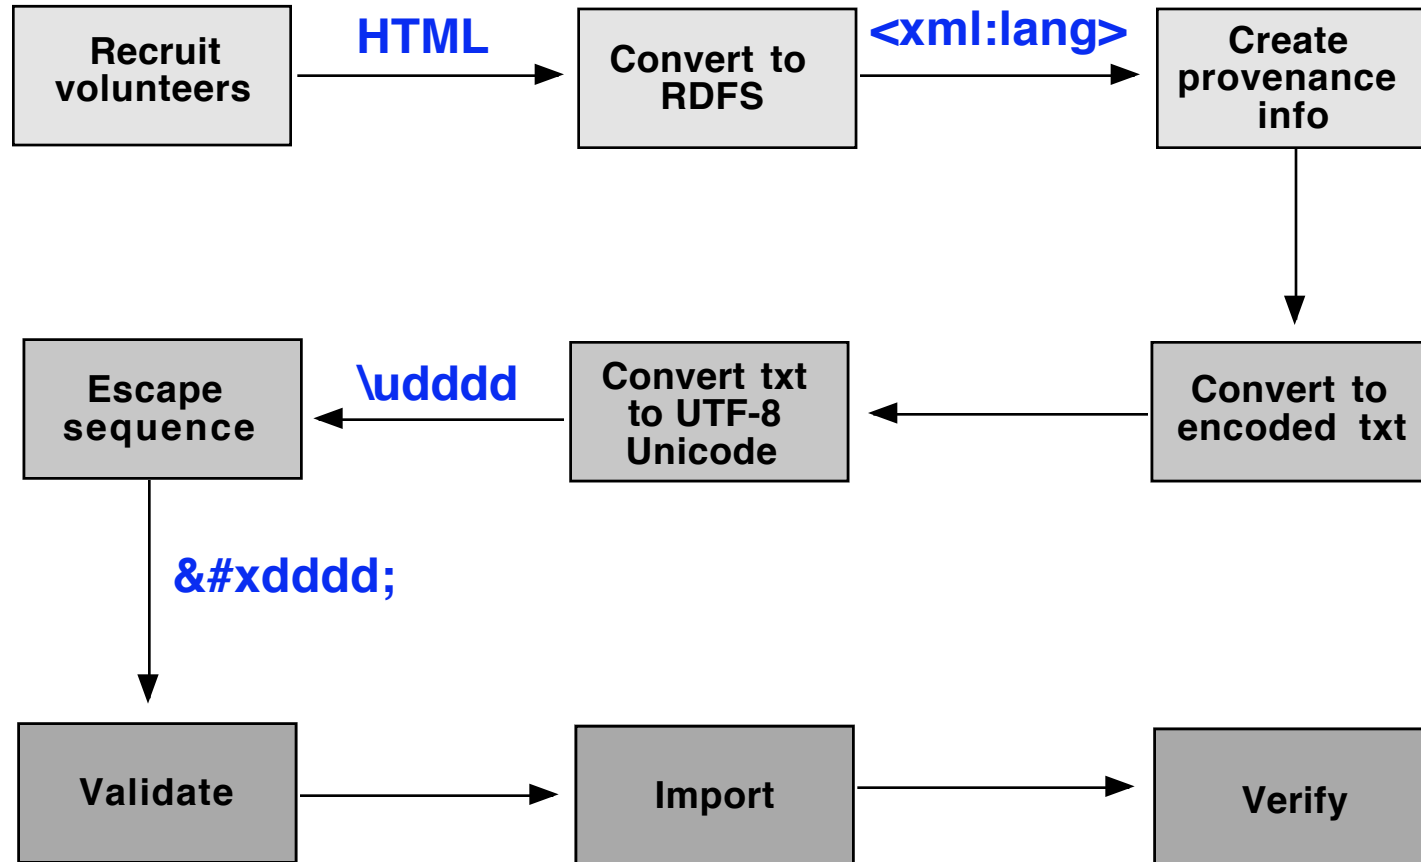 Recruit
volunteers
HTML
Convert to
RDFS
<xml:lang>
Create
provenance
info
Convert to
encoded txt
Convert txt
to UTF-8
Unicode
\udddd
Escape
sequence
&#xdddd;
Validate
Import
Verify